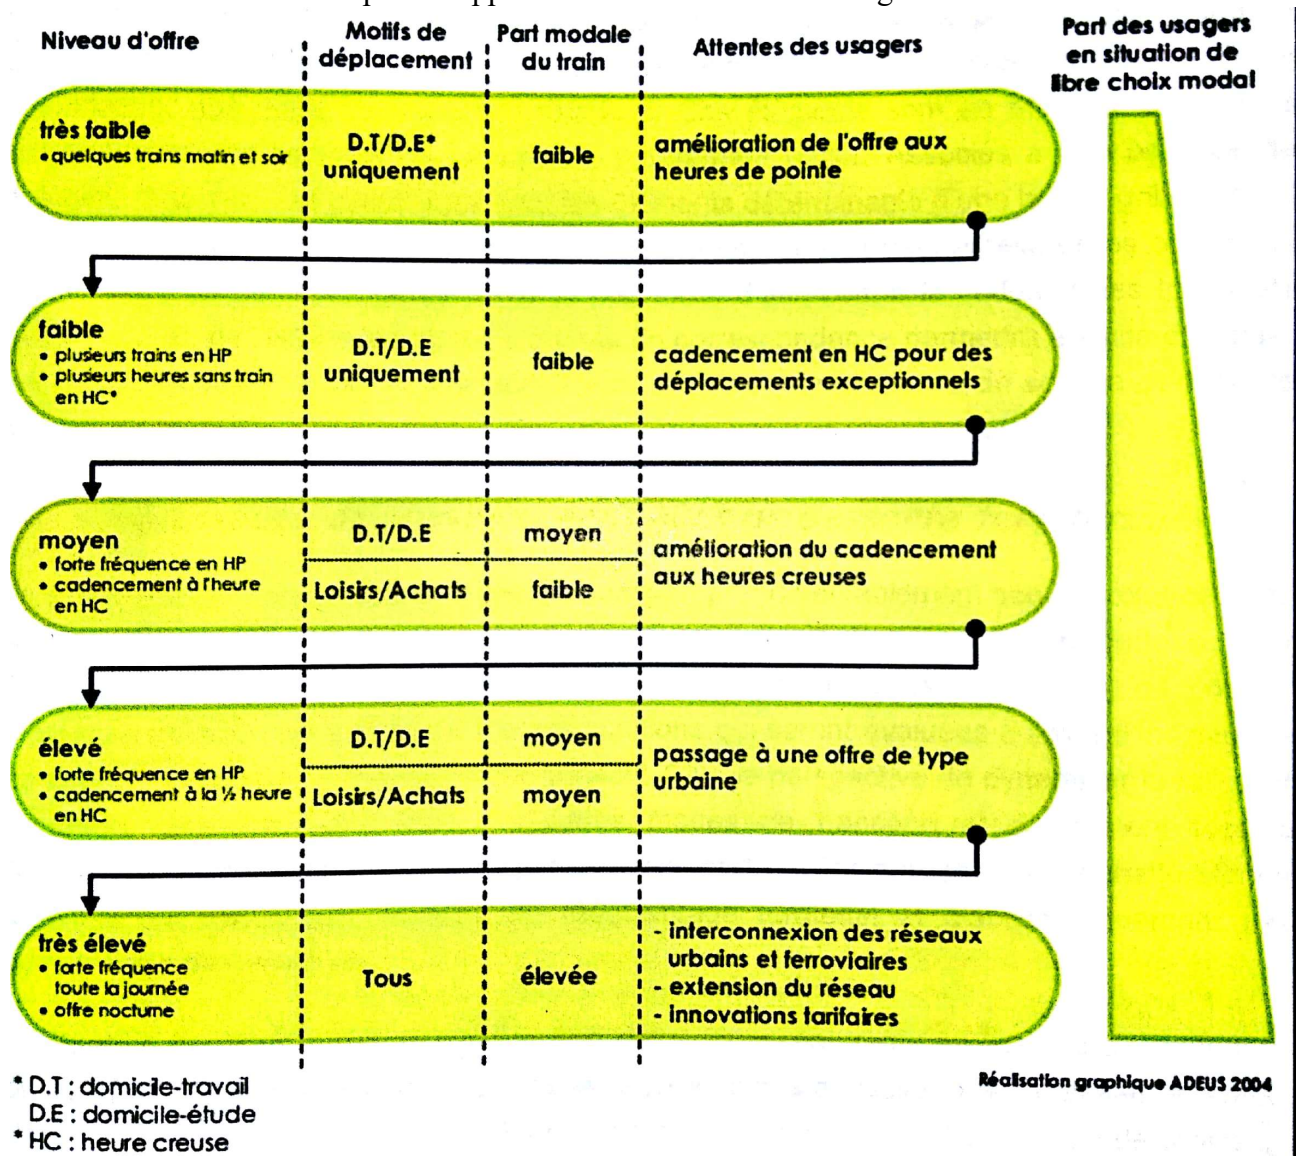 Niveau d'offre
Motifs de
déplacement
Part modale
du train
Attentes des usagers
Part des usagers
en situation de
libre choix modal
très faible
• quelques trains matin et soir
D.T/D.E*
uniquement
faible
amélioration de l'offre aux
heures de pointe
faible
• plusieurs trains en HP
• plusieurs heures sans train
en HC*
D.T/D.E
uniquement
faible
cadencement en HC pour des
déplacements exceptionnels
moyen
• forte fréquence en HP
• cadencement à l'heure
en HC
D.T/D.E
moyen
Loisirs/Achats
faible
amélioration du cadencement
aux heures creuses
élevé
• forte fréquence en HP
• cadencement à la ½ heure
en HC
D.T/D.E
moyen
Loisirs/Achats
moyen
passage à une offre de type
urbaine
très élevé
• forte fréquence
toute la journée
• offre nocturne
Tous
élevée
- interconnexion des réseaux
urbains et ferroviaires
- extension du réseau
- innovations tarifaires
* D.T : domicile-travail
D.E : domicile-étude
* HC : heure creuse
Réalisation graphique ADEUS 2004